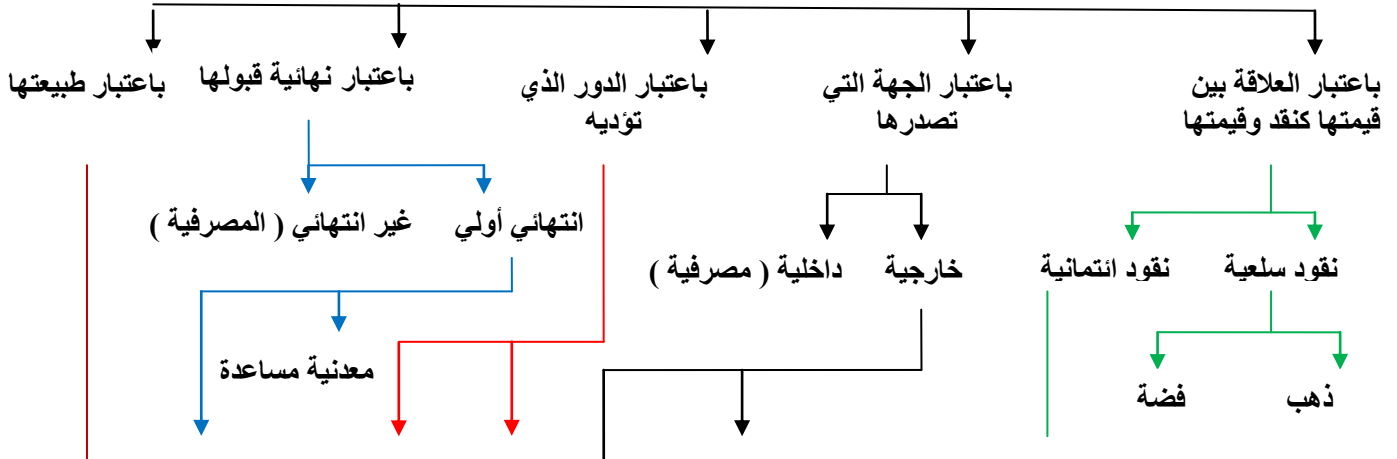 باعتبار العلاقة بين
قيمتها كنقد وقيمتها
باعتبار الجهة التي
تصدرها
باعتبار الدور الذي
تؤديه
باعتبار نهائية قبولها
باعتبار طبيعتها
انتهائي أولي
غير انتهائي ( المصرفية )
نقود سلعية
نقود ائتمانية
خارجية
داخلية ( مصرفية )
معدنية مساعدة
ذهب
فضة